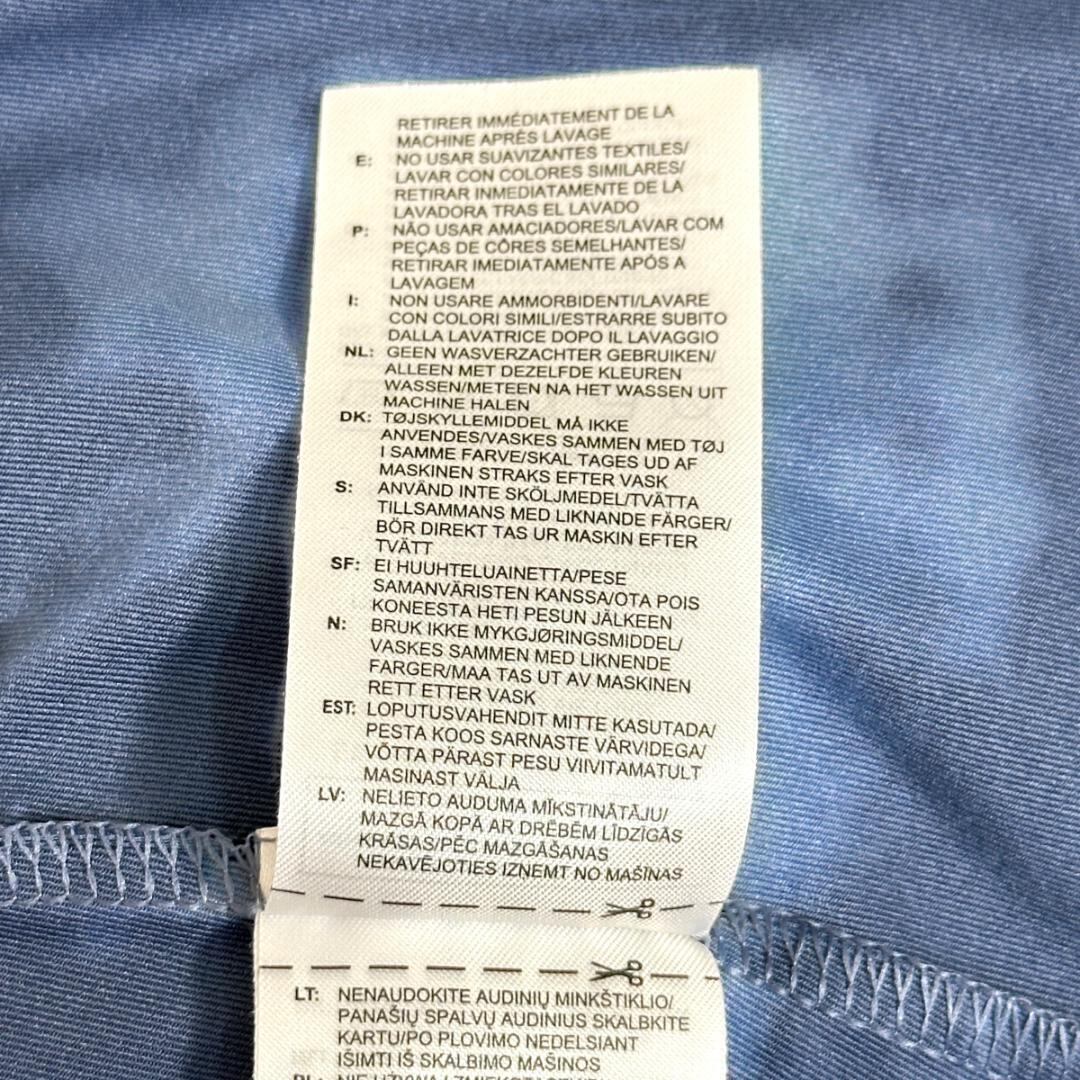 RETIRER IMMÉDIATEMENT DE LA
MACHINE APRÈS LAVAGE
E: NO USAR SUAVIZANTES TEXTILES/
LAVAR CON COLORES SIMILARES/
RETIRAR INMEDIATAMENTE DE LA
LAVADORA TRAS EL LAVADO
P: NÃO USAR AMACIADORES/LAVAR COM
PEÇAS DE CÔRES SEMELHANTES/
RETIRAR IMEDIATAMENTE APÓS A
LAVAGEM
I: NON USARE AMMORBIDENTI/LAVARE
CON COLORI SIMILI/ESTRARRE SUBITO
DALLA LAVATRICE DOPO IL LAVAGGIO
NL: GEEN WASVERZACHTER GEBRUIKEN/
ALLEEN MET DEZELFDE KLEUREN
WASSEN/METEEN NA HET WASSEN UIT
MACHINE HALEN
DK: TØJSKYLLEMIDDEL MÅ IKKE
ANVENDES/VASKES SAMMEN MED TØJ
I SAMME FARVE/SKAL TAGES UD AF
MASKINEN STRAKS EFTER VASK
S: ANVÄND INTE SKÖLJMEDEL/TVÄTTA
TILLSAMMANS MED LIKNANDE FÄRGER/
BÖR DIREKT TAS UR MASKIN EFTER
TVÄTT
SF: EI HUUHTELUAINETTA/PESE
SAMANVÄRISTEN KANSSA/OTA POIS
KONEESTA HETI PESUN JÄLKEEN
N: BRUK IKKE MYKGJØRINGSMIDDEL/
VASKES SAMMEN MED LIKNENDE
FARGER/MAA TAS UT AV MASKINEN
RETT ETTER VASK
EST: LOPUTUSVAHENDIT MITTE KASUTADA/
PESTA KOOS SARNASTE VÄRVIDEGA/
VÕTTA PÄRAST PESU VIIVITAMATULT
MASINAST VÄLJA
LV: NELIETO AUDUMA MĪKSTINĀTĀJU/
MAZGĀ KOPĀ AR DRĒBĒM LĪDZĪGĀS
KRĀSAS/PĒC MAZGĀŠANAS
NEKAVĒJOTIES IZNEMT NO MAŠĪNAS
LT: NENAUDOKITE AUDINIŲ MINKŠTIKLIO/
PANAŠIŲ SPALVŲ AUDINIUS SKALBKITE
KARTU/PO PLOVIMO NEDELSIANT
IŠIMTI IŠ SKALBIMO MAŠINOS